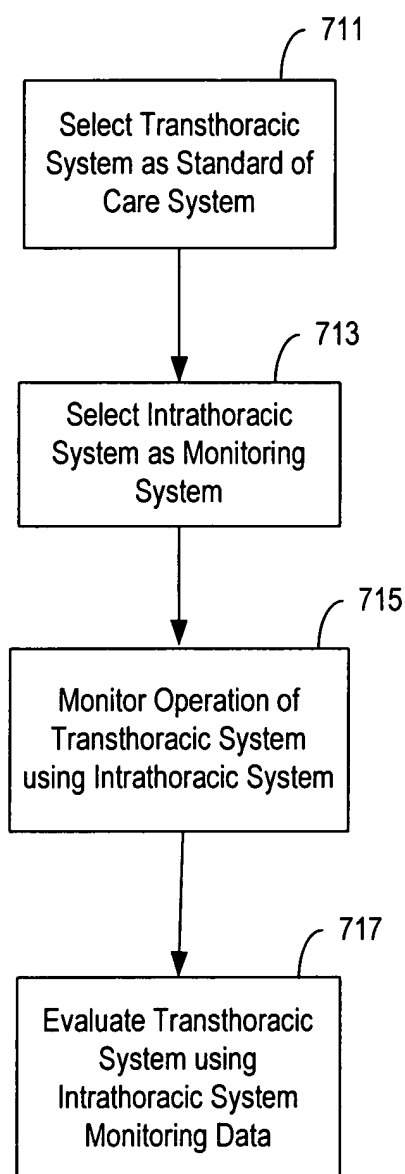 711
Select Transthoracic
System as Standard of
Care System
713
Select Intrathoracic
System as Monitoring
System
715
Monitor Operation of
Transthoracic System
using Intrathoracic System
717
Evaluate Transthoracic
System using
Intrathoracic System
Monitoring Data